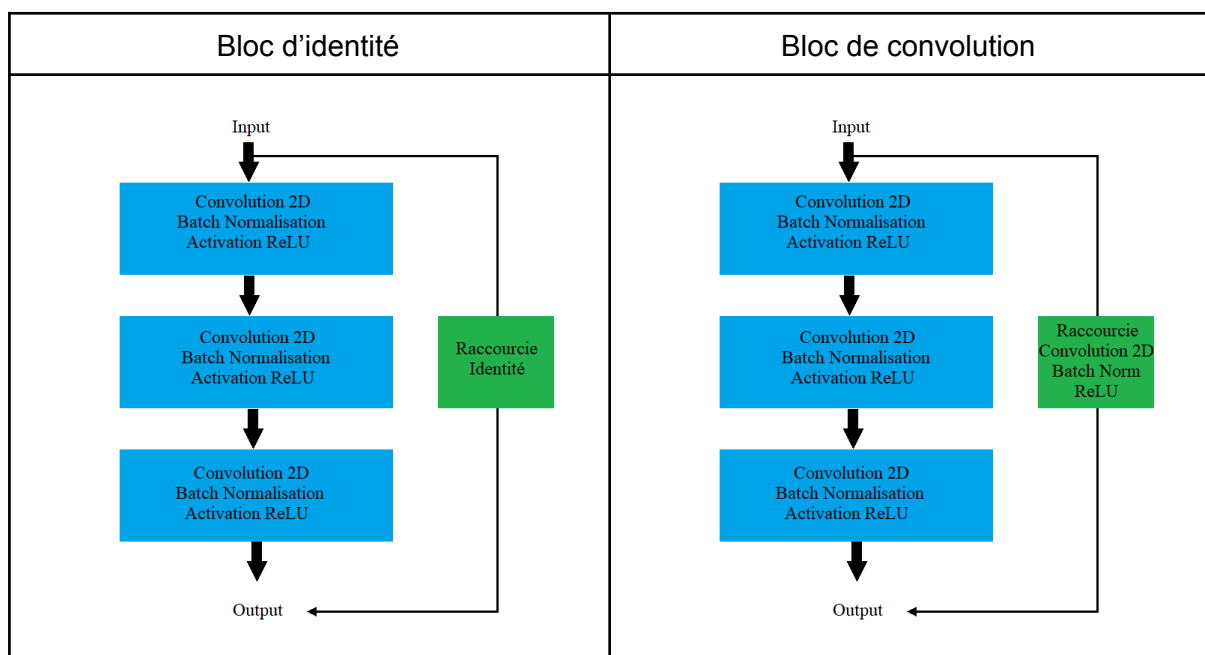 Bloc d’identité
Input
Convolution 2D
Batch Normalisation
Activation ReLU
Convolution 2D
Batch Normalisation
Activation ReLU
Raccourcie
Identité
Convolution 2D
Batch Normalisation
Activation ReLU
Output
Bloc de convolution
Input
Convolution 2D
Batch Normalisation
Activation ReLU
Convolution 2D
Batch Normalisation
Activation ReLU
Raccourcie
Convolution 2D
Batch Norm
ReLU
Convolution 2D
Batch Normalisation
Activation ReLU
Output